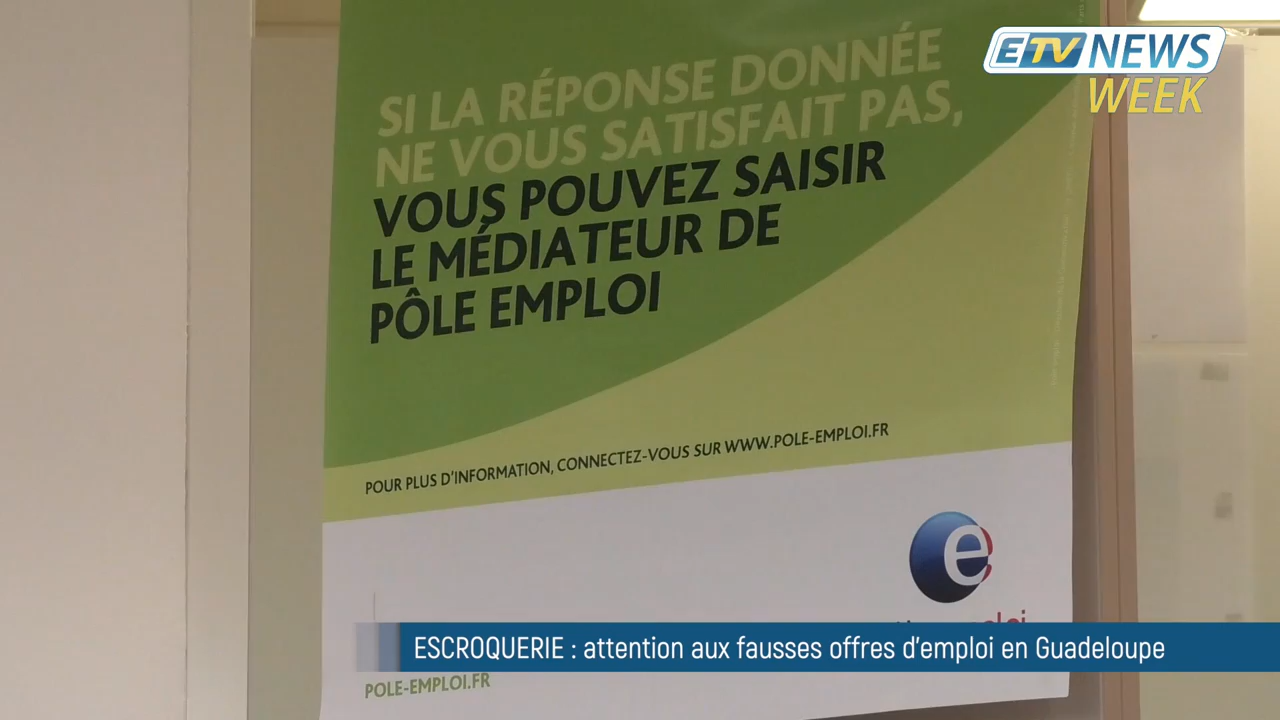 ETV NEWS
WEEK
SI LA RÉPONSE DONNÉE
NE VOUS SATISFAIT PAS,
VOUS POUVEZ SAISIR
LE MÉDIATEUR DE
PÔLE EMPLOI
POUR PLUS D'INFORMATION, CONNECTEZ-VOUS SUR WWW.POLE-EMPLOI.FR
e
ESCROQUERIE : attention aux fausses offres d'emploi en Guadeloupe
POLE-EMPLOI.FR